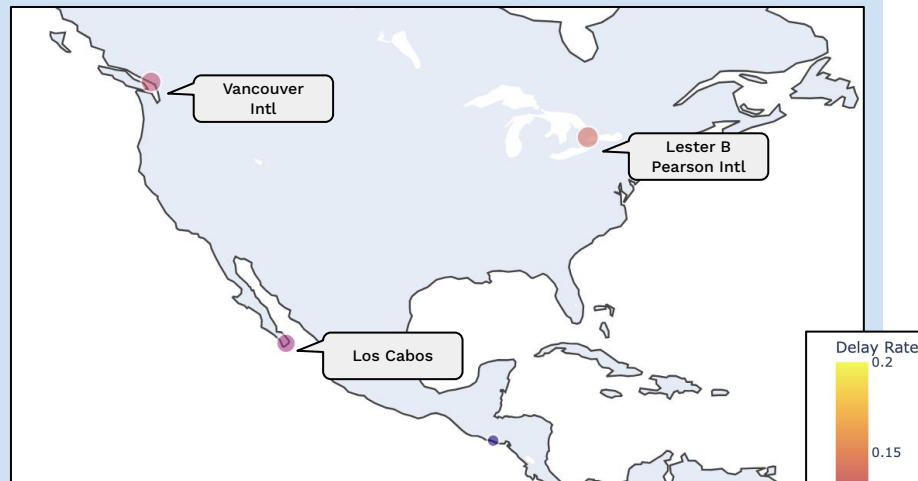 Vancouver
Intl
Lester B
Pearson Intl
Los Cabos
Delay Rate
0.2
0.15